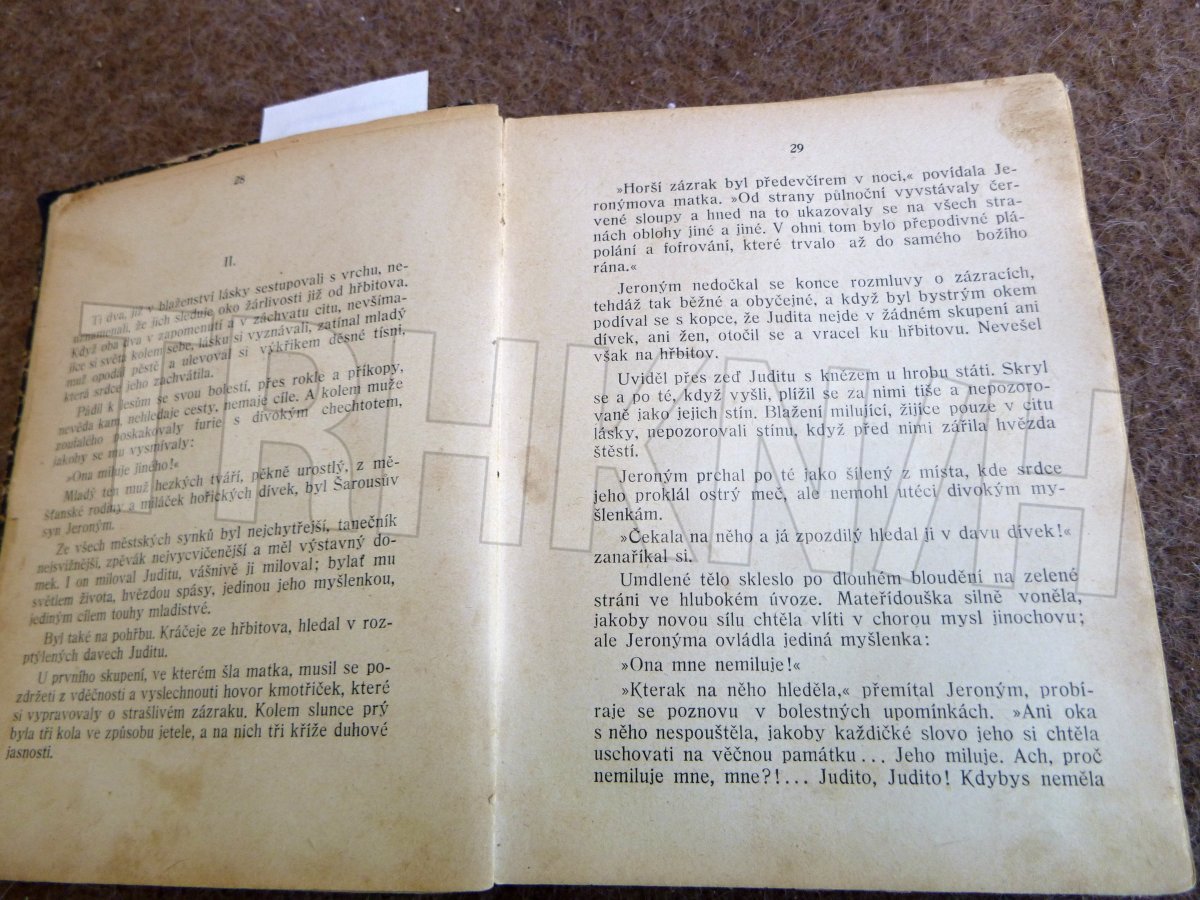 28
II.
Ti dva, již v blaženství lásky sestupovali s vrchu, ne-
uznamenali, že jich sleduje oko žárlivosti již od hřbitova.
Když oba dva v zapomenutí a v záchvatu citu, nevšíma-
jíce si světa kolem sebe, lásku si vyznávali, zatínal mladý
muž opodál pěstě a ulevoval si výkřikem děsné tísni,
která srdce jeho zachvátila.
Pádil k lesům se svou bolestí, přes rokle a příkopy,
nevěda kam, nehledaje cesty, nemaje cíle. A kolem muže
zoufalého poskakovaly furie s divokým chechtotem,
jakoby se mu vysmívaly:
»Ona miluje jiného!«
Mladý ten muž hezkých tváří, pěkně urostlý, z mě-
šťanské rodiny a miláček hořických dívek, byl Šaroustův
syn Jeroným.
Ze všech městských synků byl nejchytřejší, tanečník
nejsvižnější, zpěvák nejvycvičenější a měl výstavný do-
mek. I on miloval Juditu, vášnivě ji miloval; bylať mu
světlem života, hvězdou spásy, jedinou jeho myšlenkou,
jediným cílem touhy mladistvé.
Byl také na pohřbu. Kráčeje ze hřbitova, hledal v roz-
ptýlených davech Juditu.
U prvního skupení, ve kterém šla matka, musil se po-
zdržeti z vděčnosti a vyslechnouti hovor kmotřiček, které
si vypravovaly o strašlivém zázraku. Kolem slunce prý
byla tři kola ve způsobu jetele, a na nich tři kříže duhové
jasnosti.
29
»Horší zázrak byl předevčírem v noci,« povídala Je-
ronýmova matka. »Od strany půlnoční vyvstávaly čer-
vené sloupy a hned na to ukazovaly se na všech stra-
nách oblohy jiné a jiné. V ohni tom bylo přepodivné plá-
polání a fofrování, které trvalo až do samého božího
rána.«
Jeroným nedočkal se konce rozmluvy o zázracích,
tehdáž tak běžné a obyčejné, a když byl bystrým okem
podíval se s kopce, že Judita nejde v žádném skupení ani
dívek, ani žen, otočil se a vracel ku hřbitovu. Nevešel
však na hřbitov.
Uviděl přes zeď Juditu s knězem u hrobu státi. Skryl
se a po té, když vyšli, plížil se za nimi tiše a nepozoro-
vaně jako jejich stín. Blažení milující, žijíce pouze v citu
lásky, nepozorovali stínu, když před nimi zářila hvězda
štěstí.
Jeroným prchal po té jako šílený z místa, kde srdce
jeho proklál ostrý meč, ale nemohl utéci divokým my-
šlenkám.
»Čekala na něho a já zpozdilý hledal ji v davu dívek!«
zanaříkal si.
Umdlené tělo skleslo po dlouhém bloudění na zelené
stráni ve hlubokém úvoze. Mateřídouška silně voněla,
jakoby novou sílu chtěla vlíti v chorou mysl jinochovu;
ale Jeronýma ovládla jediná myšlenka:
»Ona mne nemiluje!«
»Kterak na něho hleděla,« přemítal Jeroným, probí-
raje se poznovu v bolestných upomínkách. »Ani oka
s něho nespouštěla, jakoby každičké slovo jeho si chtěla
uschovati na věčnou památku... Jeho miluje. Ach, proč
nemiluje mne, mne?!... Judito, Judito! Kdybys neměla